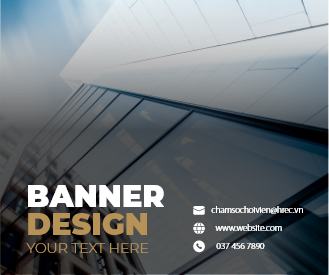 BANNER
DESIGN
YOUR TEXT HERE
chamsochoivien@hrec.vn
www.website.com
037 456 7890